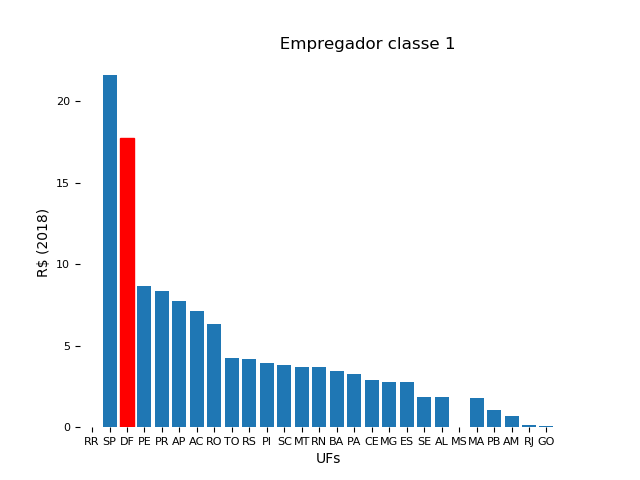 Empregador classe 1
R$ (2018)
20
15
10
5
0
RR SP DF PE PR AP AC RO TO RS PI SC MT RN BA PA CE MG ES SE AL MS MA PB AM RJ GO
UFs